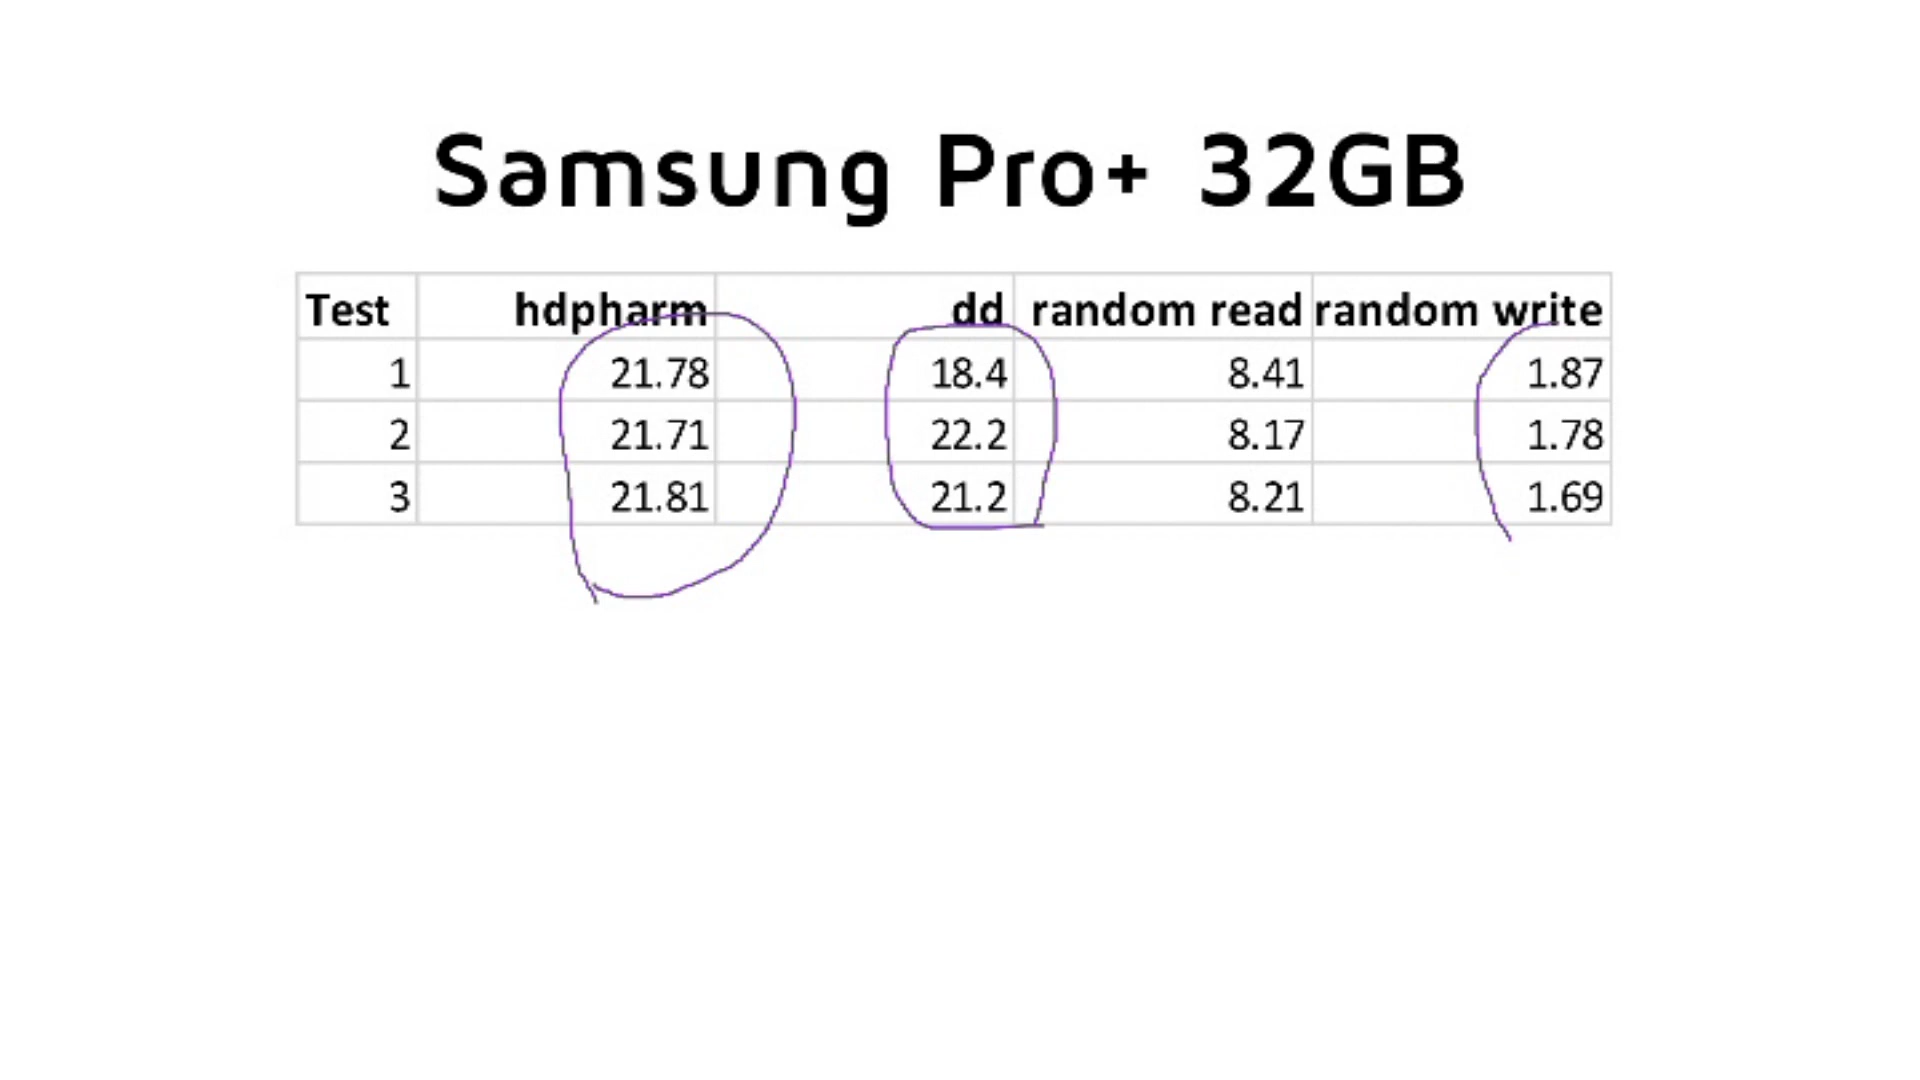 Samsung Pro+ 32GB
Test hdpharm dd random read random write
1 21.78 18.4 8.41 1.87
2 21.71 22.2 8.17 1.78
3 21.81 21.2 8.21 1.69